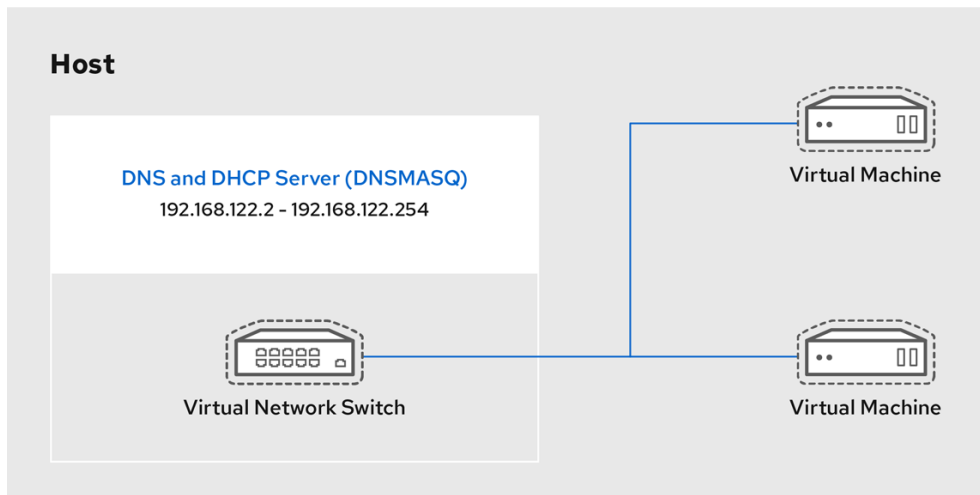 Host
DNS and DHCP Server (DNSMASQ)
192.168.122.2 - 192.168.122.254
Virtual Machine
Virtual Network Switch
Virtual Machine